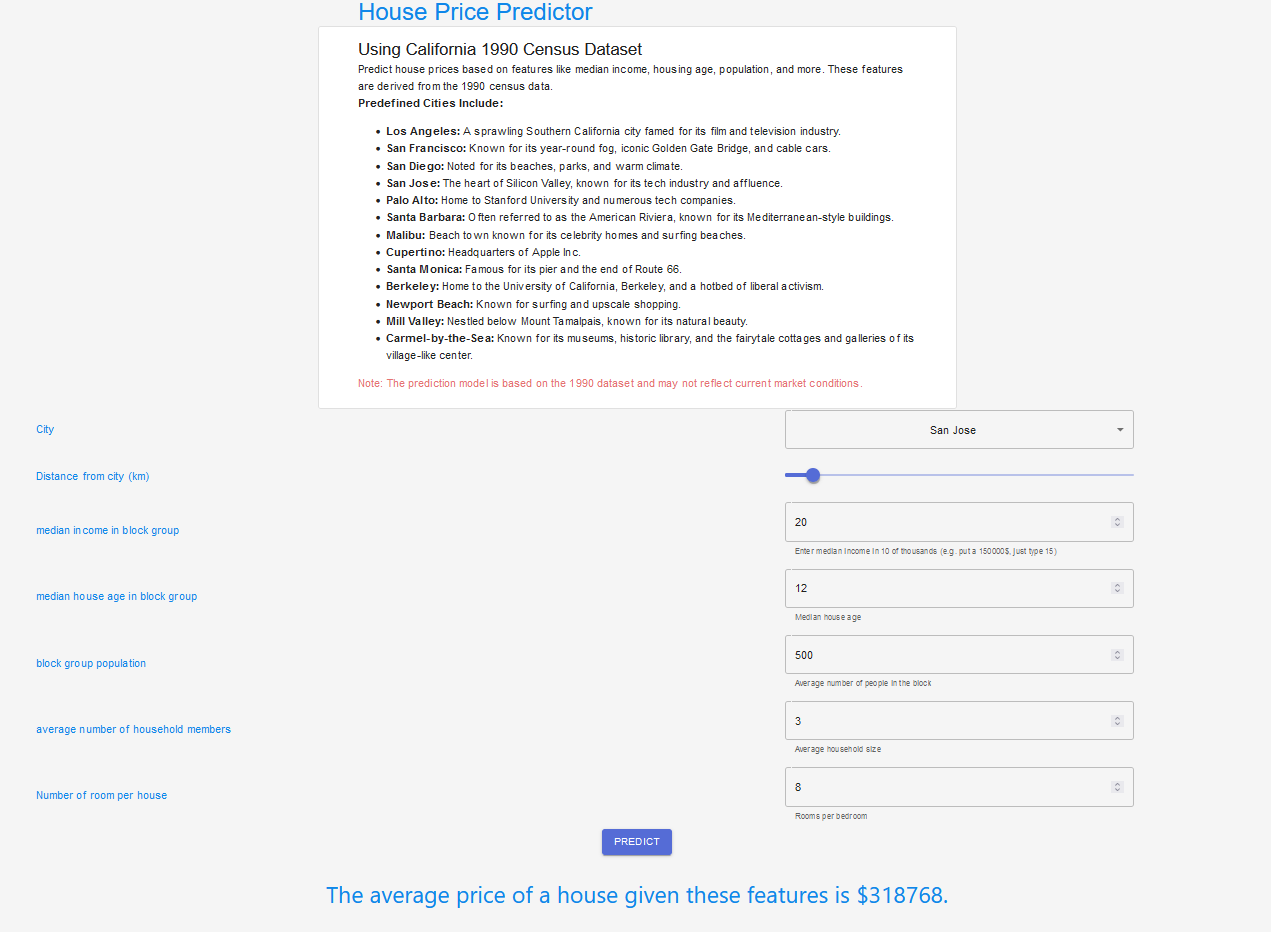 House Price Predictor
Using California 1990 Census Dataset
Predict house prices based on features like median income, housing age, population, and more. These features
are derived from the 1990 census data.
Predefined Cities Include:
• Los Angeles: A sprawling Southern California city famed for its film and television industry.
• San Francisco: Known for its year-round fog, iconic Golden Gate Bridge, and cable cars.
• San Diego: Noted for its beaches, parks, and warm climate.
• San Jose: The heart of Silicon Valley, known for its tech industry and affluence.
• Palo Alto: Home to Stanford University and numerous tech companies.
• Santa Barbara: Often referred to as the American Riviera, known for its Mediterranean-style buildings.
• Malibu: Beach town known for its celebrity homes and surfing beaches.
• Cupertino: Headquarters of Apple Inc.
• Santa Monica: Famous for its pier and the end of Route 66.
• Berkeley: Home to the University of California, Berkeley, and a hotbed of liberal activism.
• Newport Beach: Known for surfing and upscale shopping.
• Mill Valley: Nestled below Mount Tamalpais, known for its natural beauty.
• Carmel-by-the-Sea: Known for its museums, historic library, and the fairytale cottages and galleries of its
village-like center.
Note: The prediction model is based on the 1990 dataset and may not reflect current market conditions.
City
San Jose
Distance from city (km)
median income in block group
20
Enter median income in 10 of thousands (e.g. put a 150000$, just type 15)
median house age in block group
12
Median house age
block group population
500
Average number of people in the block
average number of household members
3
Average household size
Number of room per house
8
Rooms per bedroom
PREDICT
The average price of a house given these features is $318768.